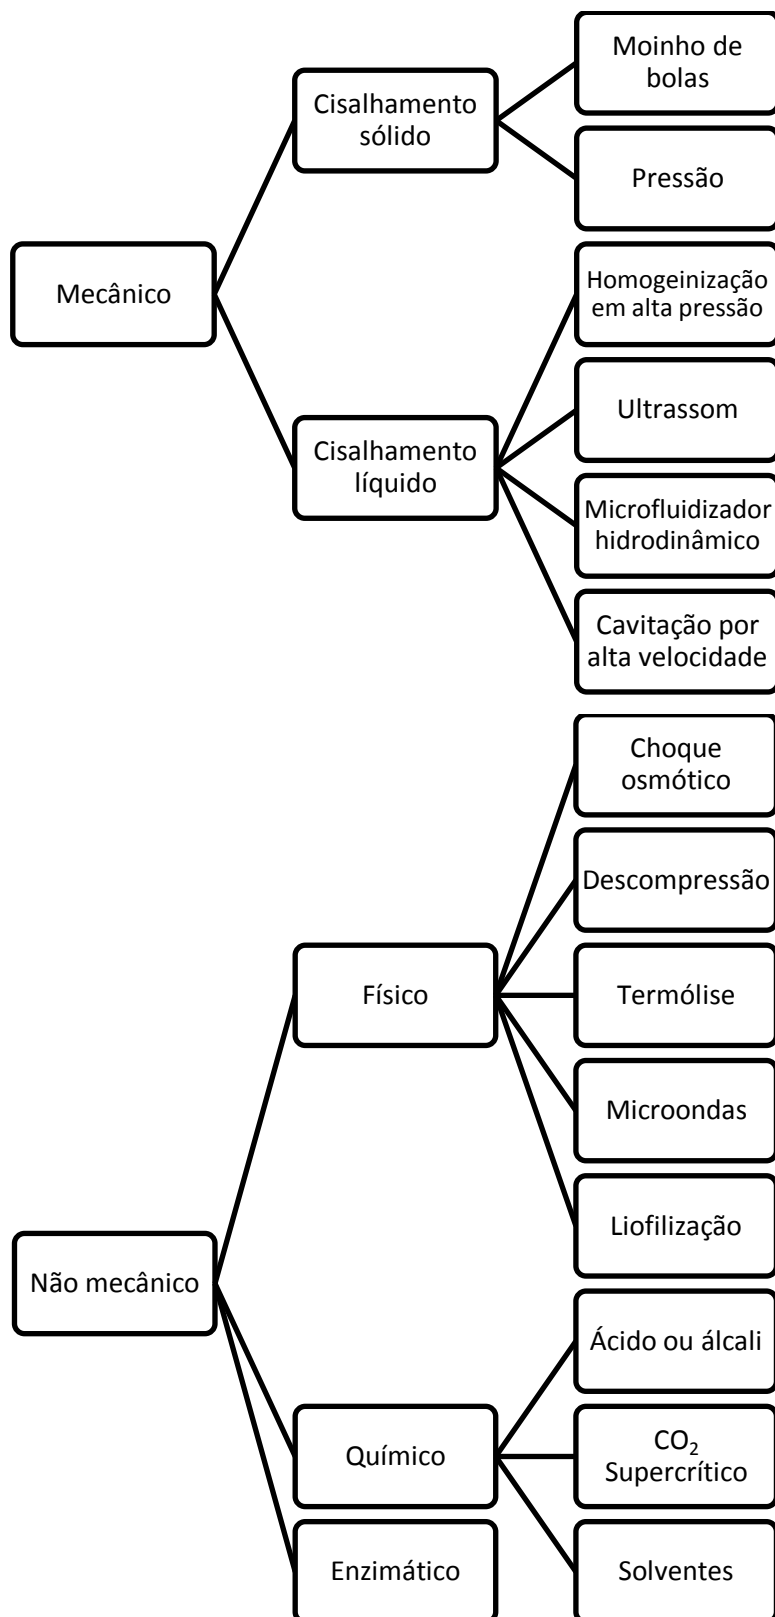 Mecânico
Cisalhamento
sólido
Moinho de
bolas
Pressão
Cisalhamento
líquido
Homogeinização
em alta pressão
Ultrassom
Microfluidizador
hidrodinâmico
Cavitação por
alta velocidade
Não mecânico
Físico
Choque
osmótico
Descompressão
Termólise
Microondas
Liofilização
Químico
Ácido ou álcali
CO₂
Supercrítico
Solventes
Enzimático